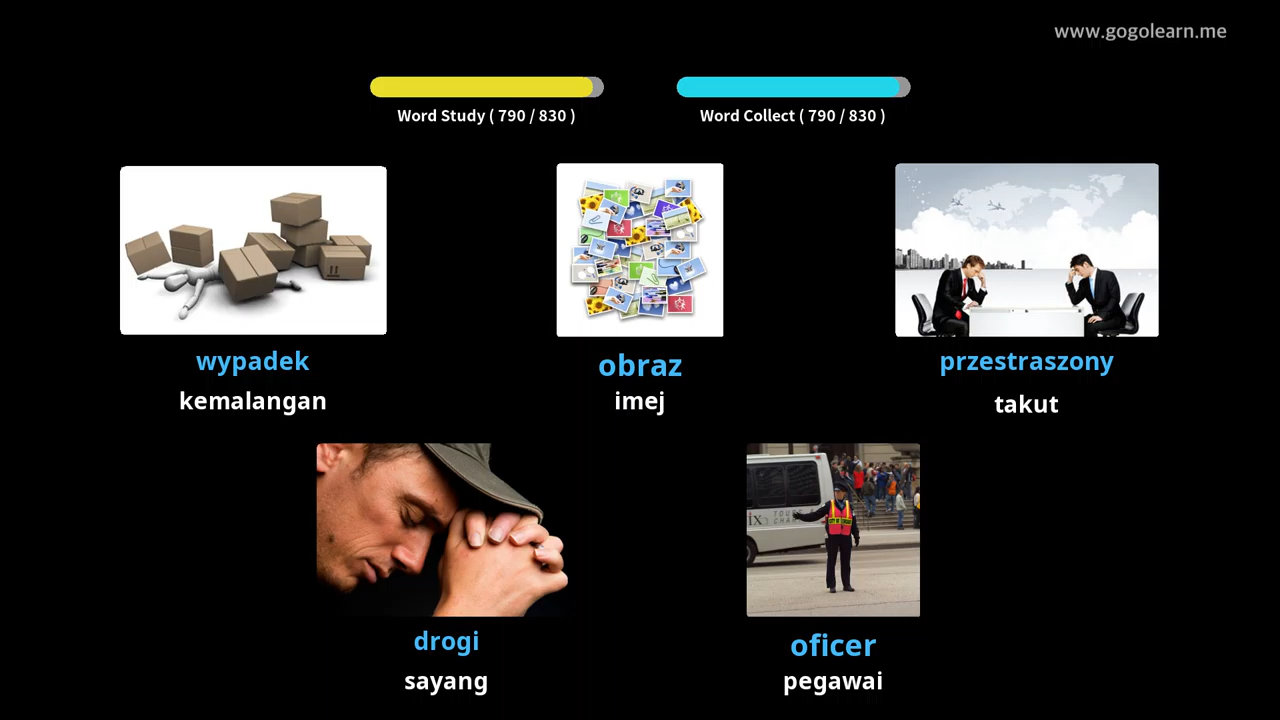 www.gogolearn.me
Word Study ( 790 / 830 )
Word Collect ( 790 / 830 )
wypadek
kemalangan
obraz
imej
przestraszony
takut
drogi
sayang
oficer
pegawai